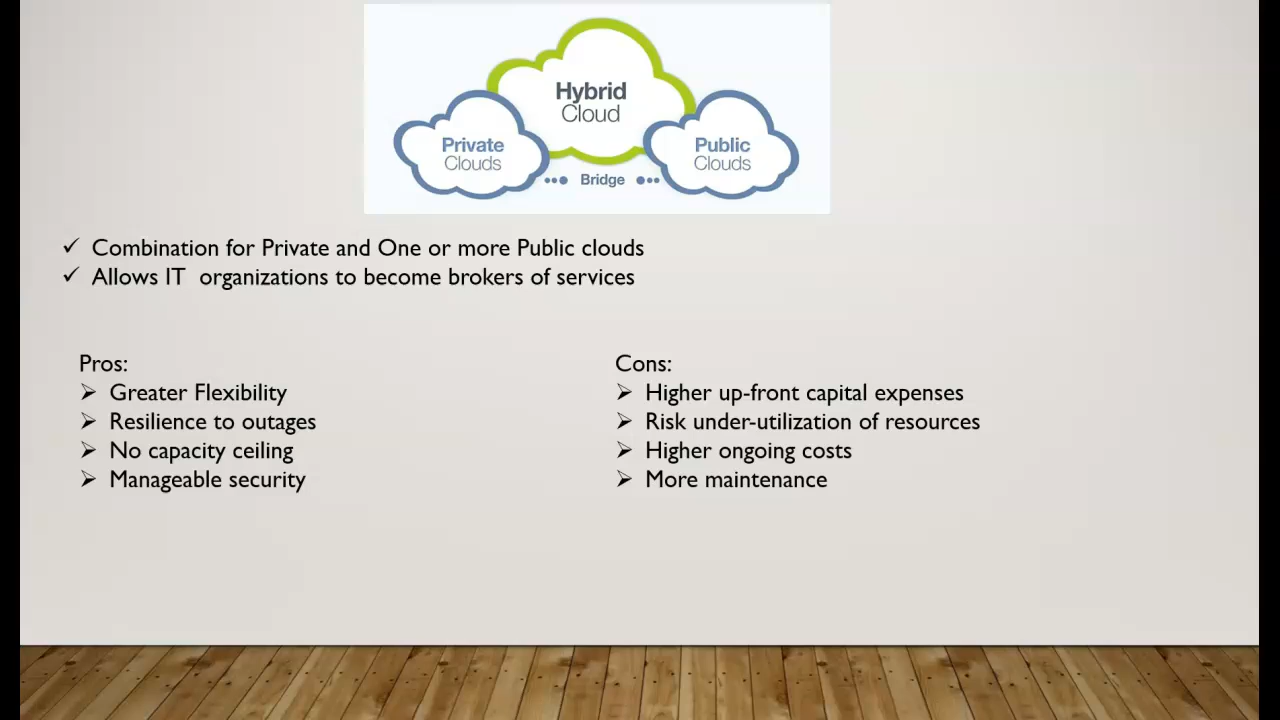 Hybrid
Cloud
Private
Clouds
Public
Clouds
Bridge
Combination for Private and One or more Public clouds
Allows IT organizations to become brokers of services
Pros:
Greater Flexibility
Resilience to outages
No capacity ceiling
Manageable security
Cons:
Higher up-front capital expenses
Risk under-utilization of resources
Higher ongoing costs
More maintenance